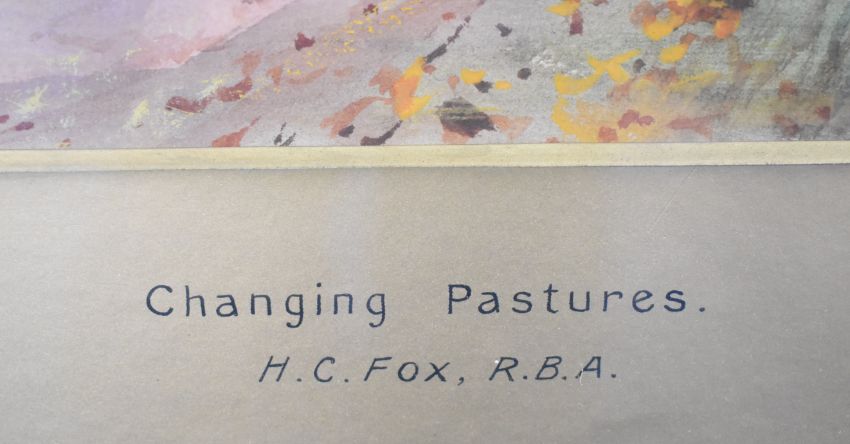 Changing Pastures.
H.C. Fox, R.B.A.